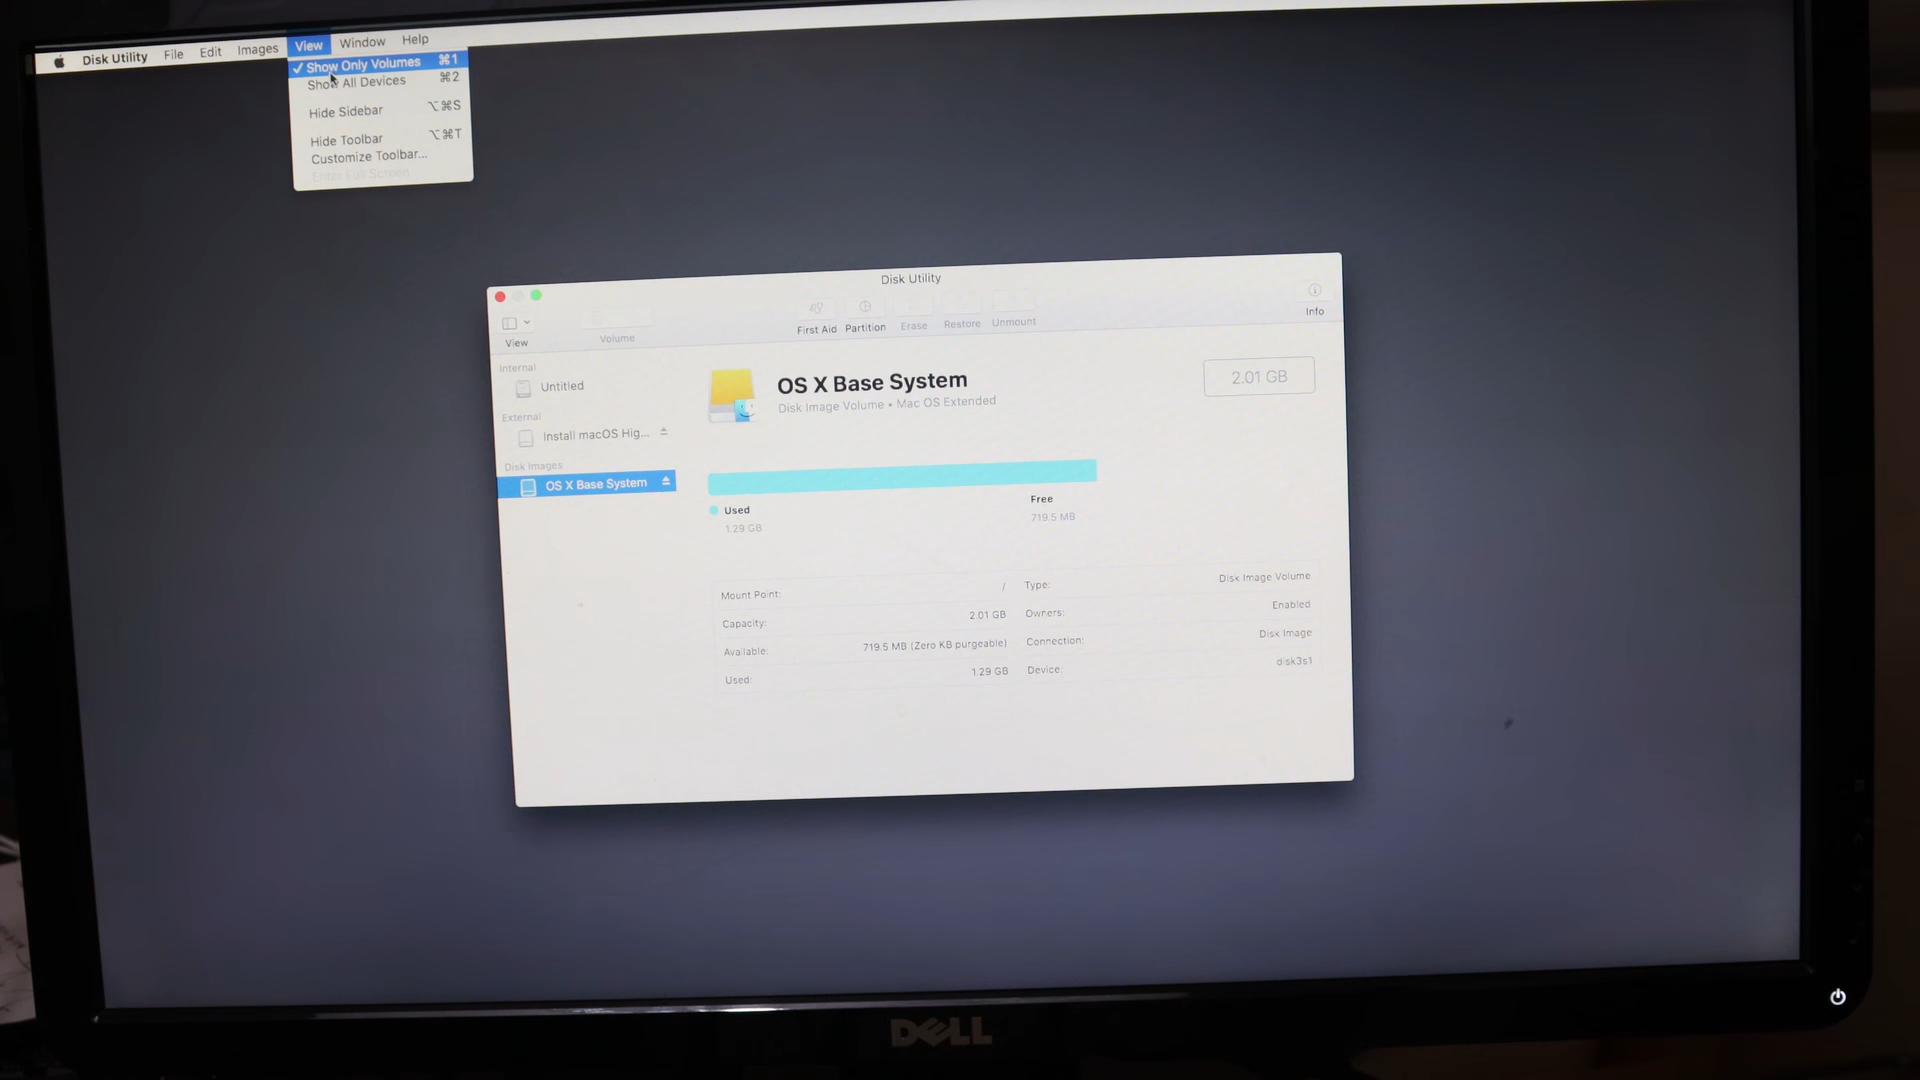 Disk Utility File Edit Images View Window Help
✓ Show Only Volumes ⌘1
Show All Devices ⌘2
Hide Sidebar ⌥⌘S
Hide Toolbar ⌥⌘T
Customize Toolbar...
Enter Full Screen
Disk Utility
View
Volume
First Aid
Partition
Erase
Restore
Unmount
Info
Internal
Untitled
External
Install macOS Hig...
Disk Images
OS X Base System
OS X Base System
Disk Image Volume • Mac OS Extended
2.01 GB
Used
1.29 GB
Free
719.5 MB
Mount Point: /
Capacity: 2.01 GB
Available: 719.5 MB (Zero KB purgeable)
Used: 1.29 GB
Type: Disk Image Volume
Owners: Enabled
Connection: Disk Image
Device: disk3s1
DELL